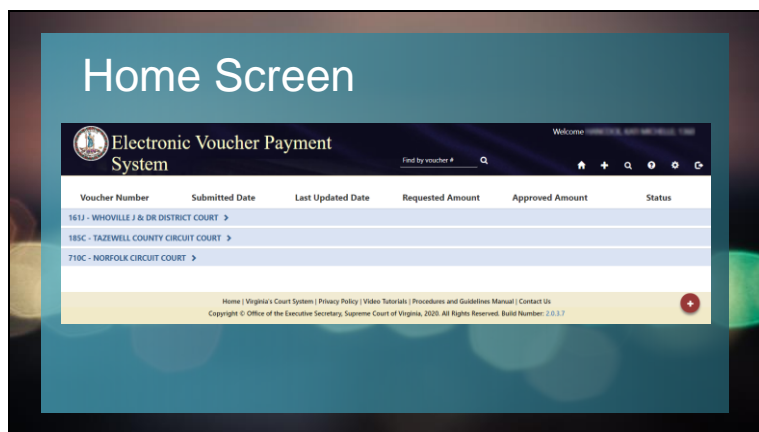 Home Screen
Welcome
Electronic Voucher Payment
System
Find by voucher #
Voucher Number Submitted Date Last Updated Date Requested Amount Approved Amount Status
161J - WHOVILLE J & DR DISTRICT COURT >
185C - TAZEWELL COUNTY CIRCUIT COURT >
710C - NORFOLK CIRCUIT COURT >
Home | Virginia's Court System | Privacy Policy | Video Tutorials | Procedures and Guidelines Manual | Contact Us
Copyright © Office of the Executive Secretary, Supreme Court of Virginia, 2020. All Rights Reserved. Build Number: 2.0.3.7